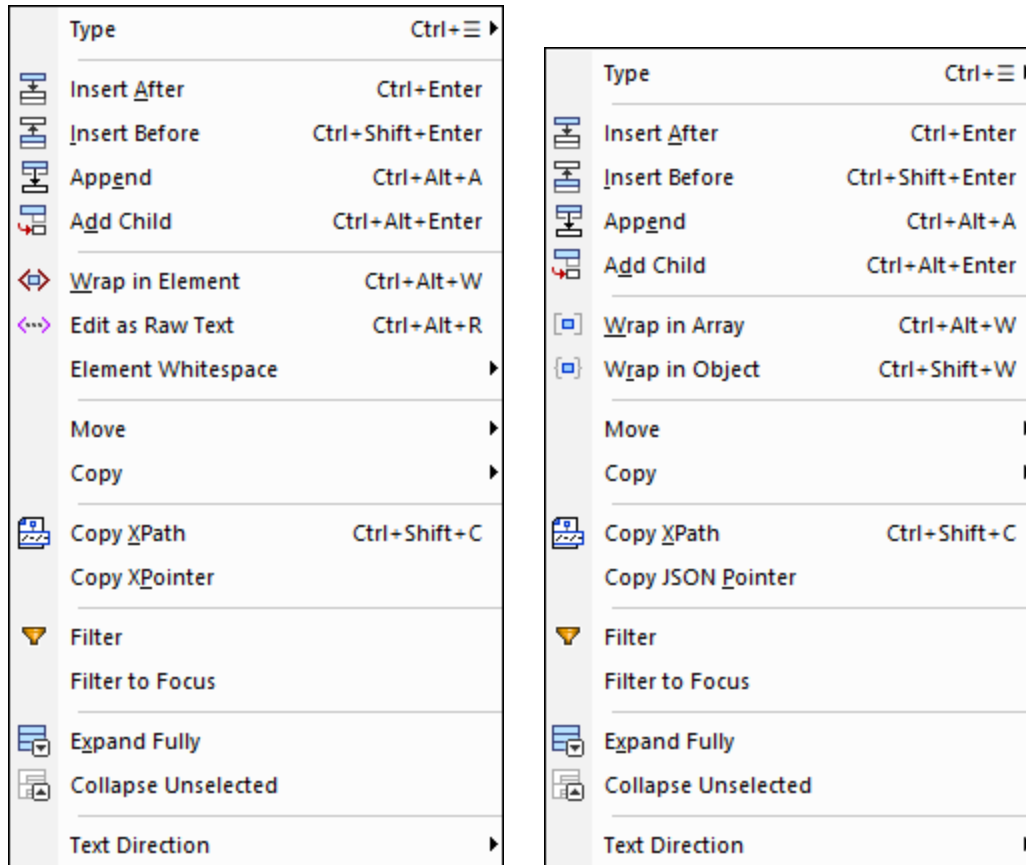 Type Ctrl+☰
Insert After Ctrl+Enter
Insert Before Ctrl+Shift+Enter
Append Ctrl+Alt+A
Add Child Ctrl+Alt+Enter
Wrap in Element Ctrl+Alt+W
Edit as Raw Text Ctrl+Alt+R
Element Whitespace
Move
Copy
Copy XPath Ctrl+Shift+C
Copy XPointer
Filter
Filter to Focus
Expand Fully
Collapse Unselected
Text Direction
Type Ctrl+☰
Insert After Ctrl+Enter
Insert Before Ctrl+Shift+Enter
Append Ctrl+Alt+A
Add Child Ctrl+Alt+Enter
Wrap in Array Ctrl+Alt+W
Wrap in Object Ctrl+Shift+W
Move
Copy
Copy XPath Ctrl+Shift+C
Copy JSON Pointer
Filter
Filter to Focus
Expand Fully
Collapse Unselected
Text Direction